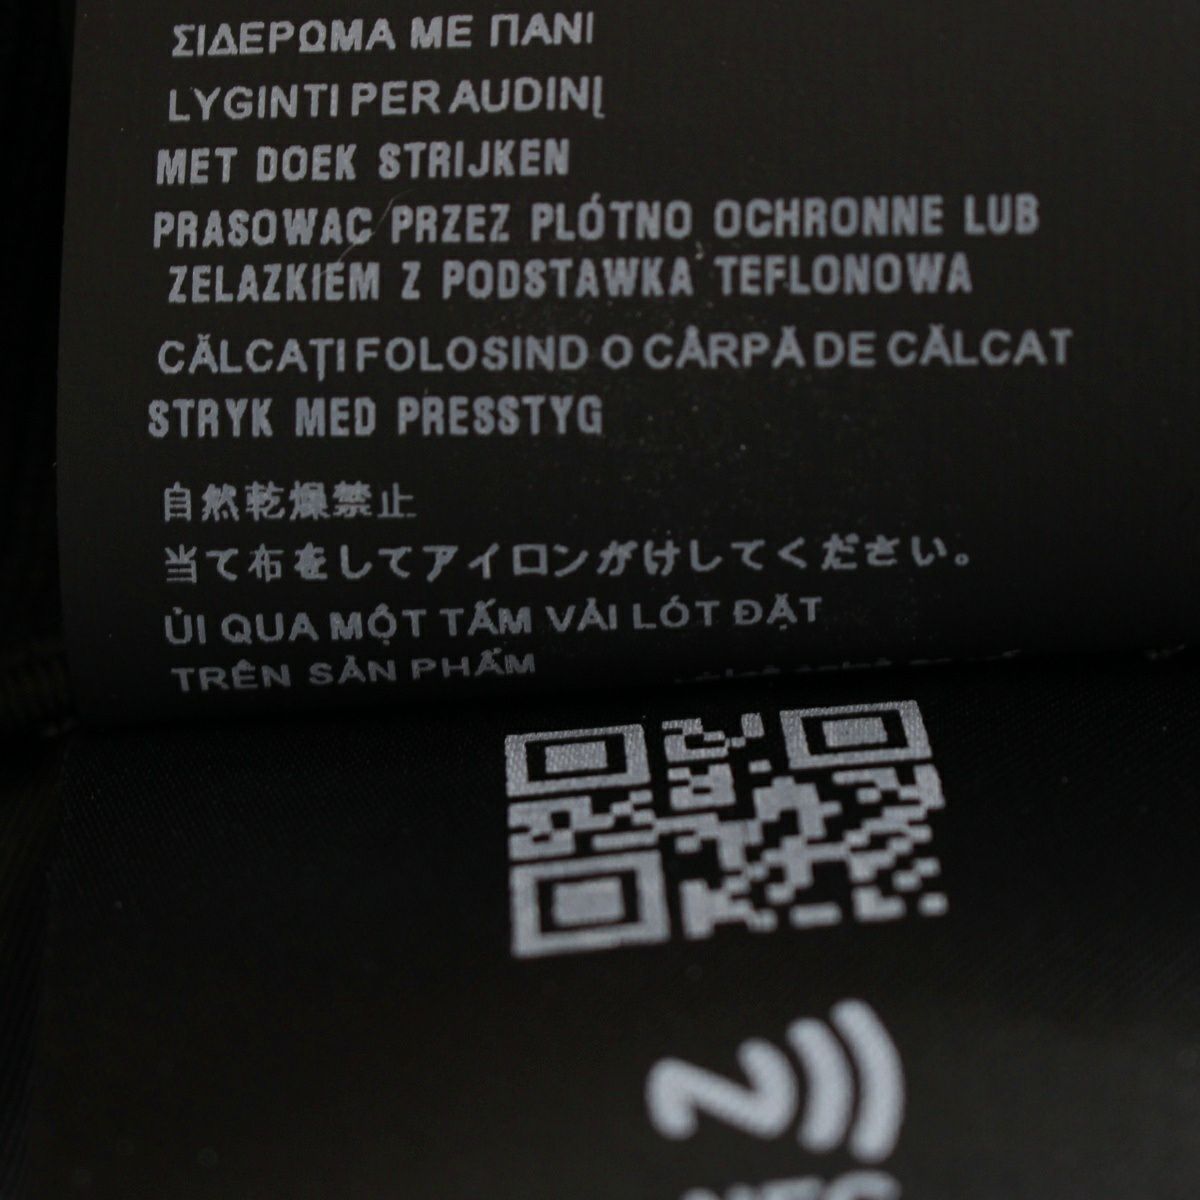 ΣΙΔΕΡΩΜΑ ΜΕ ΠΑΝΙ
LYGINTI PER AUDINĮ
MET DOEK STRIJKEN
PRASOWAC PRZEZ PLÓTNO OCHRONNE LUB
ZELAZKIEM Z PODSTAWKA TEFLONOWA
CĂLCAȚI FOLOSIND O CÂRPĂ DE CĂLCAT
STRYK MED PRESSTYG
自然乾燥禁止
当て布をしてアイロンがけしてください。
ỦI QUA MỘT TẤM VẢI LÓT ĐẶT
TRÊN SẢN PHẨM